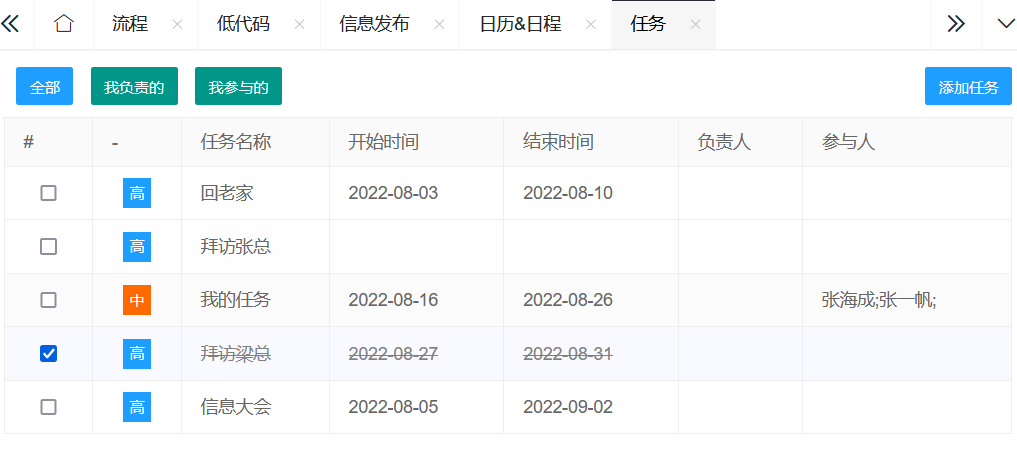 流程 低代码 信息发布 日历&日程 任务
全部 我负责的 我参与的 添加任务
# - 任务名称 开始时间 结束时间 负责人 参与人
高 回老家 2022-08-03 2022-08-10
高 拜访张总
中 我的任务 2022-08-16 2022-08-26 张海成;张一帆;
高 拜访梁总 2022-08-27 2022-08-31
高 信息大会 2022-08-05 2022-09-02